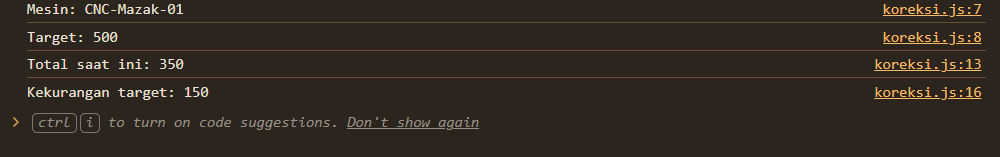 Mesin: CNC-Mazak-01 koreksi.js:7
Target: 500 koreksi.js:8
Total saat ini: 350 koreksi.js:13
Kekurangan target: 150 koreksi.js:16
> ctrl i to turn on code suggestions. Don't show again